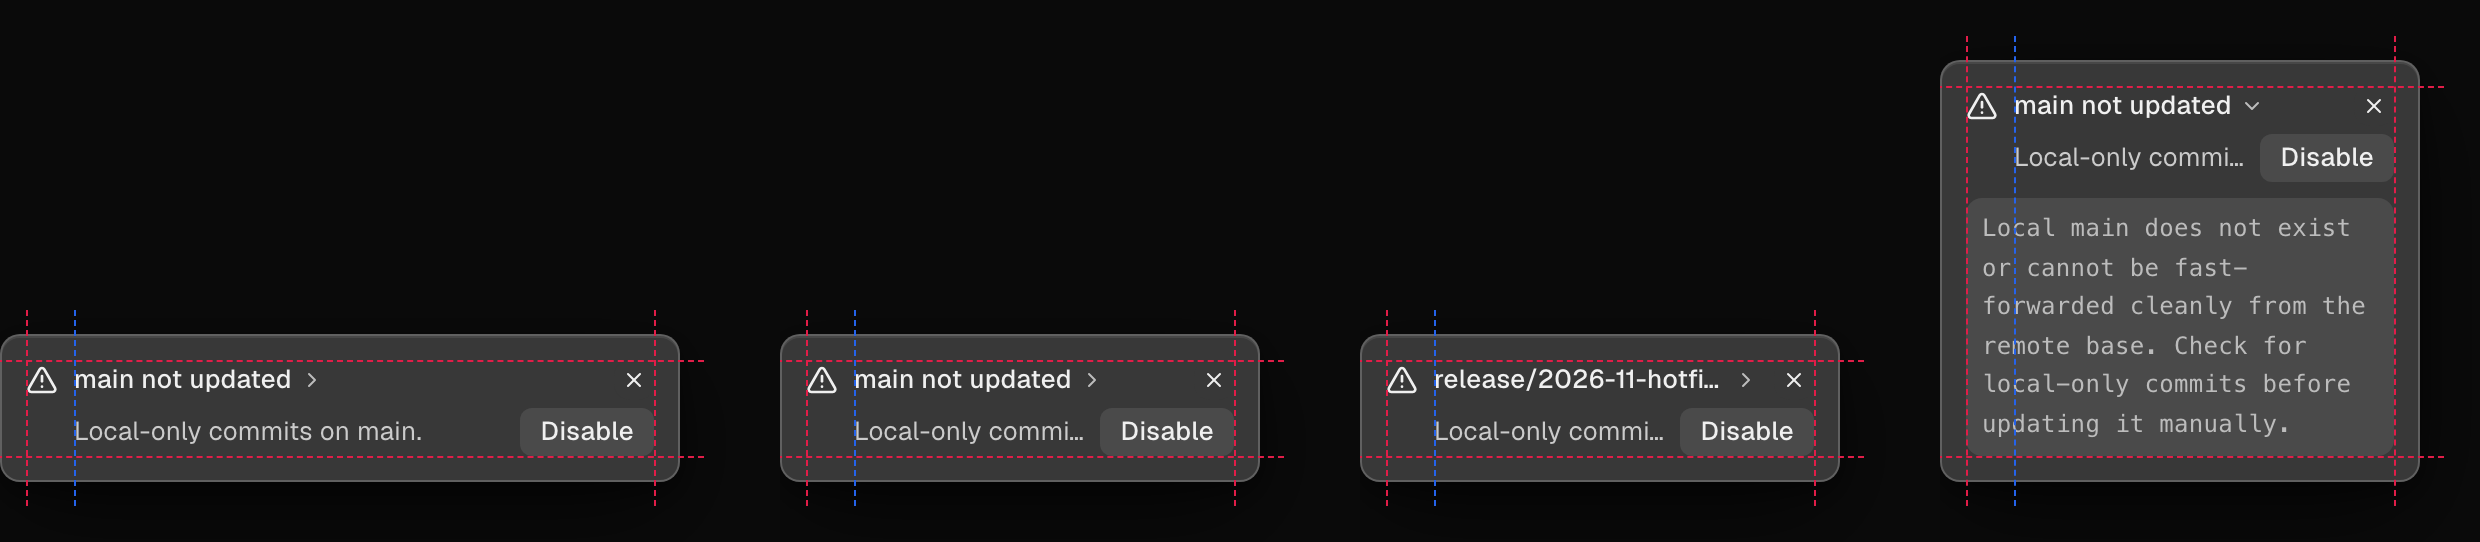 main not updated
Local-only commits on main.
Disable
main not updated
Local-only commi…
Disable
release/2026-11-hotfi…
Local-only commi…
Disable
main not updated
Local-only commi…
Disable
Local main does not exist
or cannot be fast-
forwarded cleanly from the
remote base. Check for
local-only commits before
updating it manually.